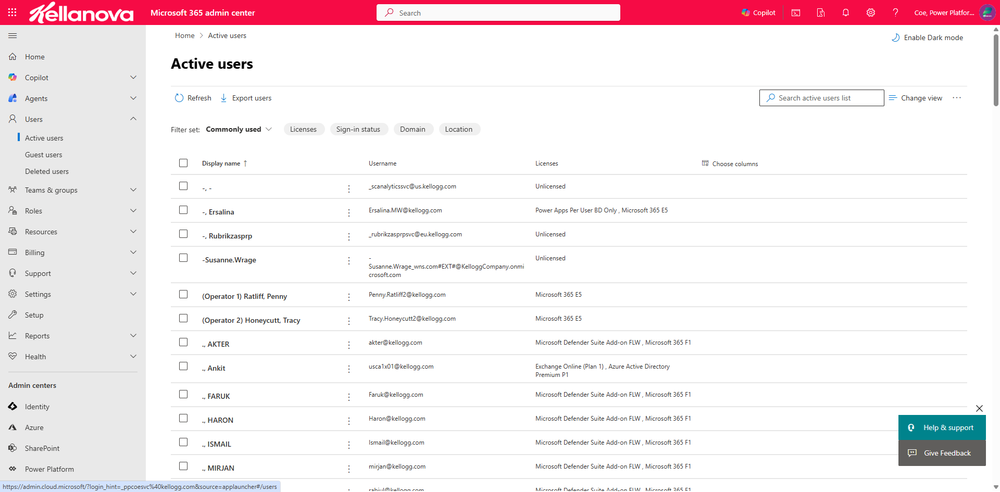 Kellanova
Microsoft 365 admin center
Search
Copilot
Coe, Power Platfor...
Home
Copilot
Agents
Users
Active users
Guest users
Deleted users
Teams & groups
Roles
Resources
Billing
Support
Settings
Setup
Reports
Health
Admin centers
Identity
Azure
SharePoint
Power Platform
Home > Active users
Enable Dark mode
Active users
Refresh
Export users
Search active users list
Change view
Filter set: Commonly used
Licenses
Sign-in status
Domain
Location
Display name ↑ Username Licenses Choose columns
-, - _scanalyticssvc@us.kellogg.com Unlicensed
-, Ersalina Ersalina.MW@kellogg.com Power Apps Per User BD Only , Microsoft 365 E5
-, Rubrikzasprp _rubrikzasprpsvc@eu.kellogg.com Unlicensed
-Susanne.Wrage - Unlicensed
Susanne.Wrage_wns.com#EXT#@KelloggCompany.onmi
crosoft.com
(Operator 1) Ratliff, Penny Penny.Ratliff2@kellogg.com Microsoft 365 E5
(Operator 2) Honeycutt, Tracy Tracy.Honeycutt2@kellogg.com Microsoft 365 E5
., AKTER akter@kellogg.com Microsoft Defender Suite Add-on FLW , Microsoft 365 F1
., Ankit usca1x01@kellogg.com Exchange Online (Plan 1) , Azure Active Directory
Premium P1
., FARUK Faruk@kellogg.com Microsoft Defender Suite Add-on FLW , Microsoft 365 F1
., HARON Haron@kellogg.com Microsoft Defender Suite Add-on FLW , Microsoft 365 F1
., ISMAIL Ismail@kellogg.com Microsoft Defender Suite Add-on FLW , Microsoft 365 F1
., MIRJAN mirjan@kellogg.com Microsoft Defender Suite Add-on FLW , Microsoft 365 F1
rabiul@kellogg.com Microsoft Defender Suite Add-on FLW , Microsoft 365 F1
Help & support
Give Feedback
https://admin.cloud.microsoft/?login_hint=_ppcoesvc%40kellogg.com&source=applauncher#/users